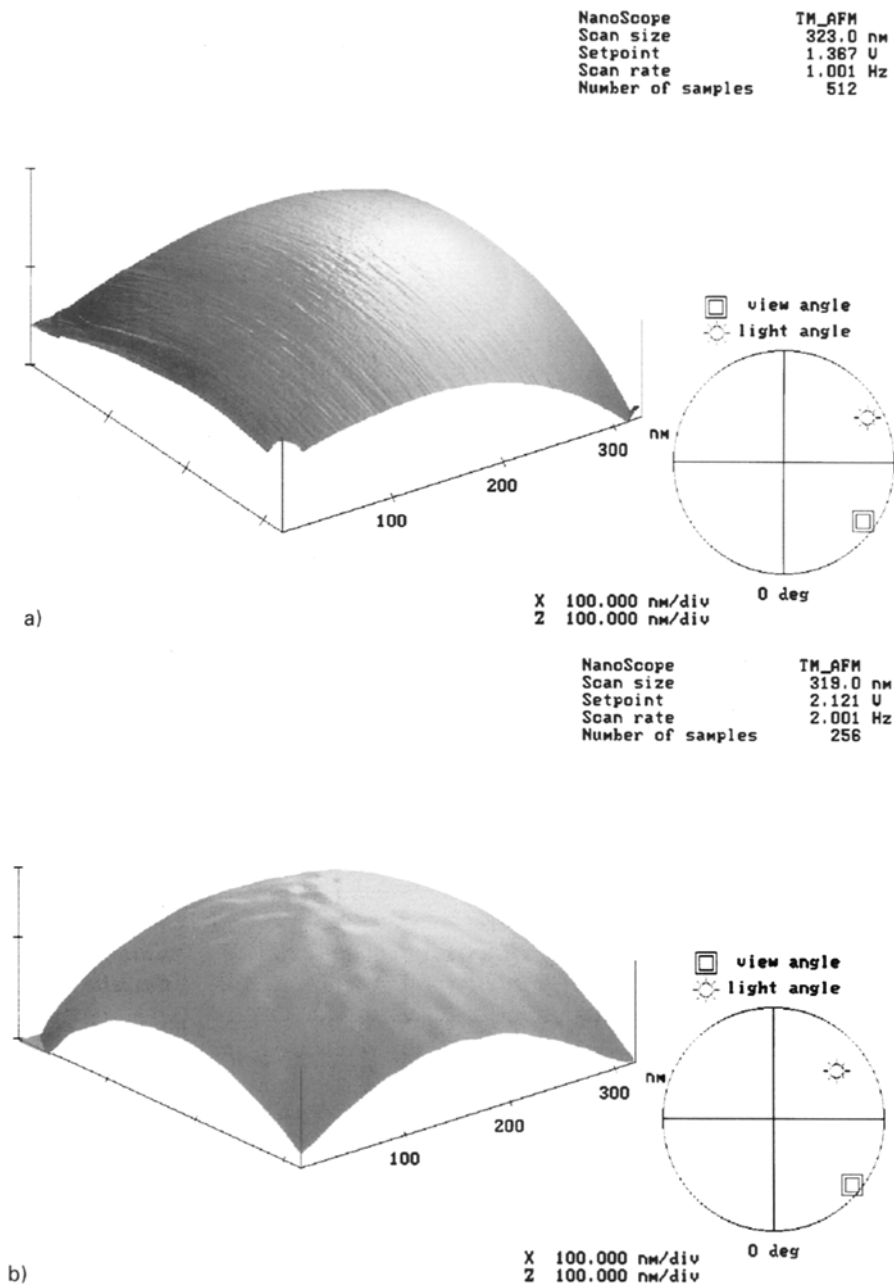 NanoScope TM_AFM
Scan size 323.0 nm
Setpoint 1.367 V
Scan rate 1.001 Hz
Number of samples 512
view angle
light angle
nm
300
200
100
0 deg
X 100.000 nm/div
Z 100.000 nm/div
a)
NanoScope TM_AFM
Scan size 319.0 nm
Setpoint 2.121 V
Scan rate 2.001 Hz
Number of samples 256
view angle
light angle
nm
300
200
100
0 deg
X 100.000 nm/div
Z 100.000 nm/div
b)